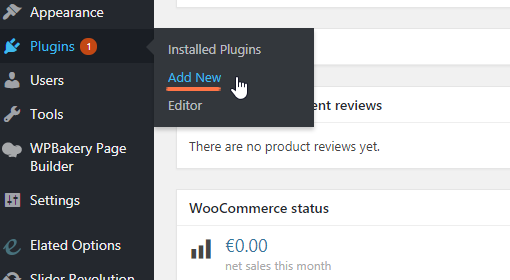 Appearance
Plugins 1
Users
Tools
WPBakery Page
Builder
Settings
Elated Options
Slider Revolution
Installed Plugins
Add New
Editor
ent reviews
There are no product reviews yet.
WooCommerce status
€0.00
net sales this month